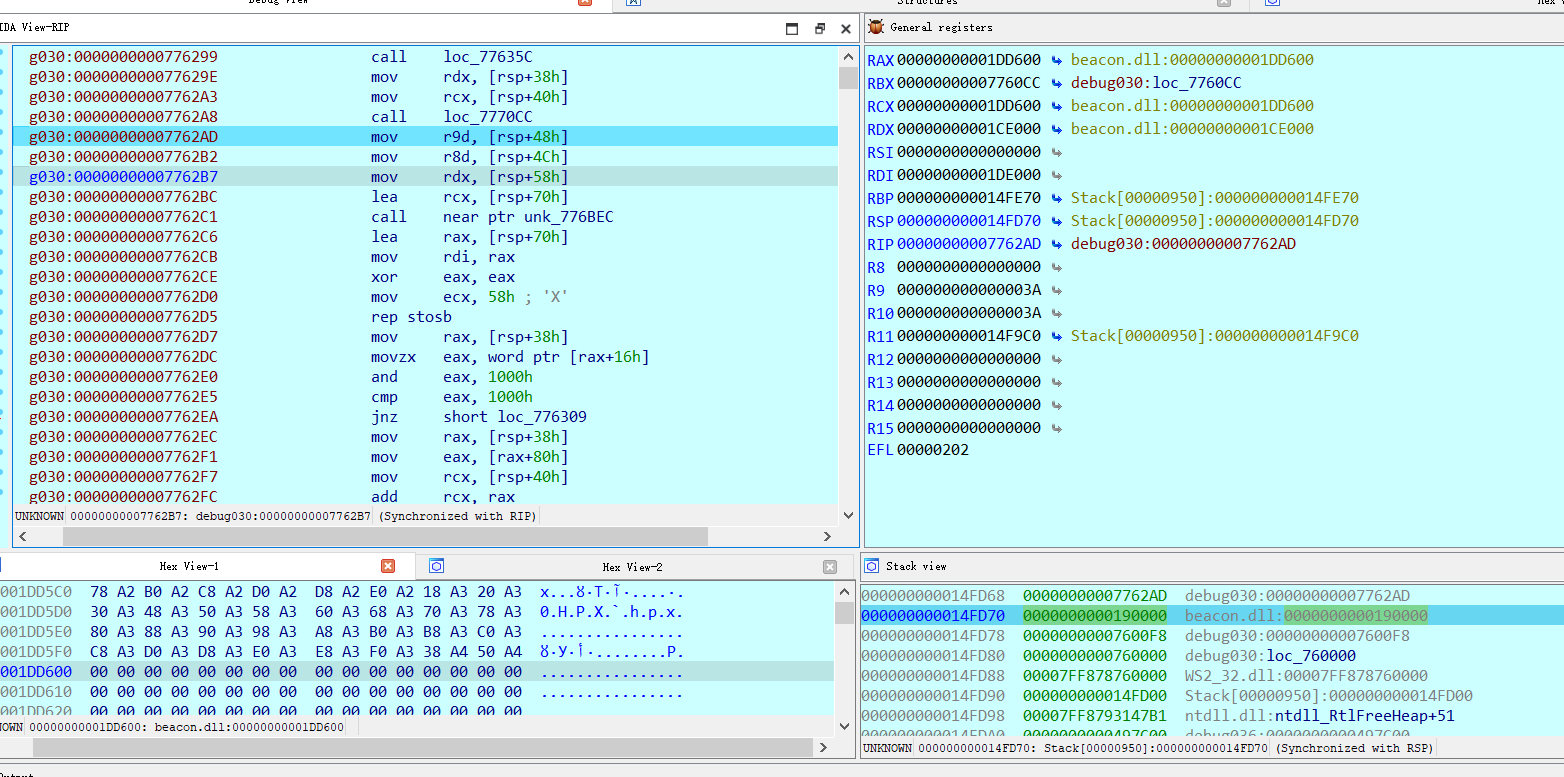 Debug View
Structures
IDA View-RIP
General registers
g030:0000000000776299 call loc_77635C
g030:000000000077629E mov rdx, [rsp+38h]
g030:00000000007762A3 mov rcx, [rsp+40h]
g030:00000000007762A8 call loc_7770CC
g030:00000000007762AD mov r9d, [rsp+48h]
g030:00000000007762B2 mov r8d, [rsp+4Ch]
g030:00000000007762B7 mov rdx, [rsp+58h]
g030:00000000007762BC lea rcx, [rsp+70h]
g030:00000000007762C1 call near ptr unk_776BEC
g030:00000000007762C6 lea rax, [rsp+70h]
g030:00000000007762CB mov rdi, rax
g030:00000000007762CE xor eax, eax
g030:00000000007762D0 mov ecx, 58h ; 'X'
g030:00000000007762D5 rep stosb
g030:00000000007762D7 mov rax, [rsp+38h]
g030:00000000007762DC movzx eax, word ptr [rax+16h]
g030:00000000007762E0 and eax, 1000h
g030:00000000007762E5 cmp eax, 1000h
g030:00000000007762EA jnz short loc_776309
g030:00000000007762EC mov rax, [rsp+38h]
g030:00000000007762F1 mov eax, [rax+80h]
g030:00000000007762F7 mov rcx, [rsp+40h]
g030:00000000007762FC add rcx, rax
UNKNOWN 00000000007762B7: debug030:00000000007762B7 (Synchronized with RIP)
RAX 00000000001DD600 beacon.dll:00000000001DD600
RBX 00000000007760CC debug030:loc_7760CC
RCX 00000000001DD600 beacon.dll:00000000001DD600
RDX 00000000001CE000 beacon.dll:00000000001CE000
RSI 0000000000000000
RDI 00000000001DE000
RBP 000000000014FE70 Stack[00000950]:000000000014FE70
RSP 000000000014FD70 Stack[00000950]:000000000014FD70
RIP 00000000007762AD debug030:00000000007762AD
R8 0000000000000000
R9 000000000000003A
R10 000000000000003A
R11 000000000014F9C0 Stack[00000950]:000000000014F9C0
R12 0000000000000000
R13 0000000000000000
R14 0000000000000000
R15 0000000000000000
EFL 00000202
Hex View-1
Hex View-2
001DD5C0 78 A2 B0 A2 C8 A2 D0 A2 D8 A2 E0 A2 18 A3 20 A3
001DD5D0 30 A3 48 A3 50 A3 58 A3 60 A3 68 A3 70 A3 78 A3 0.H.P.X.`.h.p.x.
001DD5E0 80 A3 88 A3 90 A3 98 A3 A8 A3 B0 A3 B8 A3 C0 A3 ................
001DD5F0 C8 A3 D0 A3 D8 A3 E0 A3 E8 A3 F0 A3 38 A4 50 A4
001DD600 00 00 00 00 00 00 00 00 00 00 00 00 00 00 00 00 ................
001DD610 00 00 00 00 00 00 00 00 00 00 00 00 00 00 00 00 ................
001DD620 00 00 00 00 00 00 00 00 00 00 00 00 00 00 00 00 ................
NOWN 00000000001DD600: beacon.dll:00000000001DD600
Stack view
000000000014FD68 00000000007762AD debug030:00000000007762AD
000000000014FD70 0000000000190000 beacon.dll:0000000000190000
000000000014FD78 00000000007600F8 debug030:00000000007600F8
000000000014FD80 0000000000760000 debug030:loc_760000
000000000014FD88 00007FF878760000 WS2_32.dll:00007FF878760000
000000000014FD90 000000000014FD00 Stack[00000950]:000000000014FD00
000000000014FD98 00007FF8793147B1 ntdll.dll:ntdll_RtlFreeHeap+51
000000000014FDA0 0000000000497C00 debug036:0000000000497C00
UNKNOWN 000000000014FD70: Stack[00000950]:000000000014FD70 (Synchronized with RSP)
Output